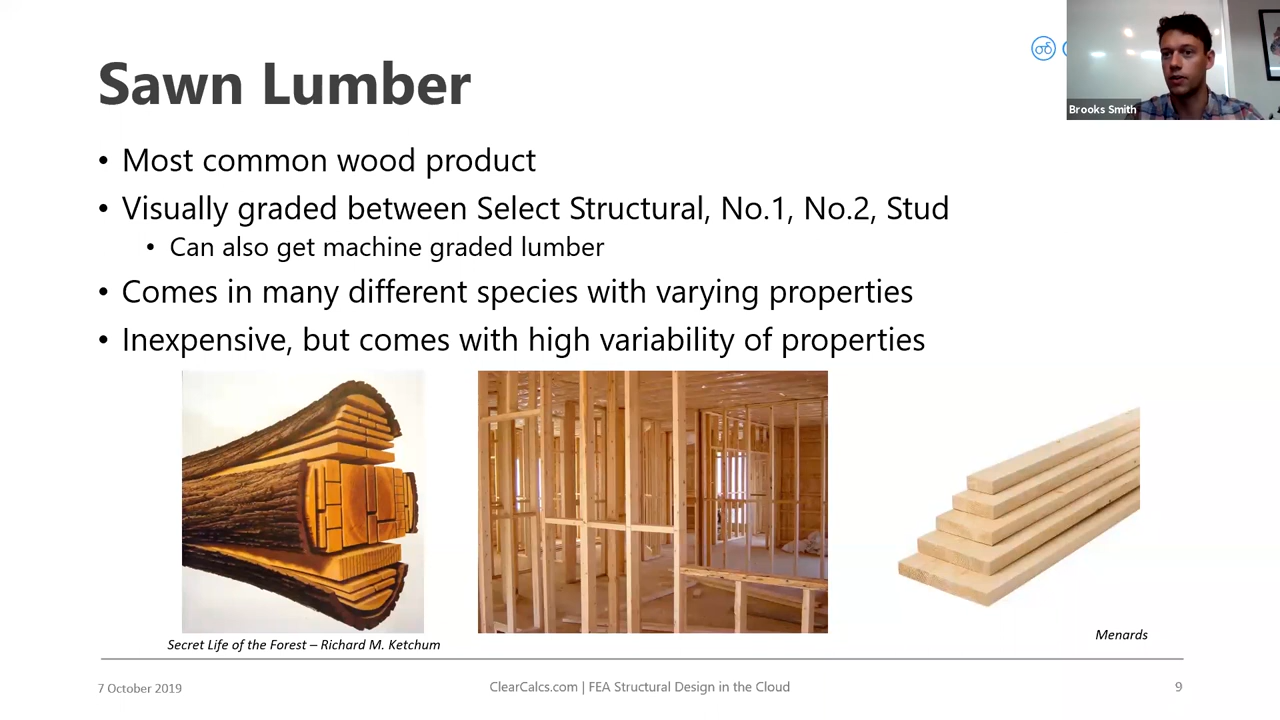 Sawn Lumber
Brooks Smith
• Most common wood product
• Visually graded between Select Structural, No.1, No.2, Stud
• Can also get machine graded lumber
• Comes in many different species with varying properties
• Inexpensive, but comes with high variability of properties
Secret Life of the Forest – Richard M. Ketchum
Menards
7 October 2019
ClearCalcs.com | FEA Structural Design in the Cloud
9